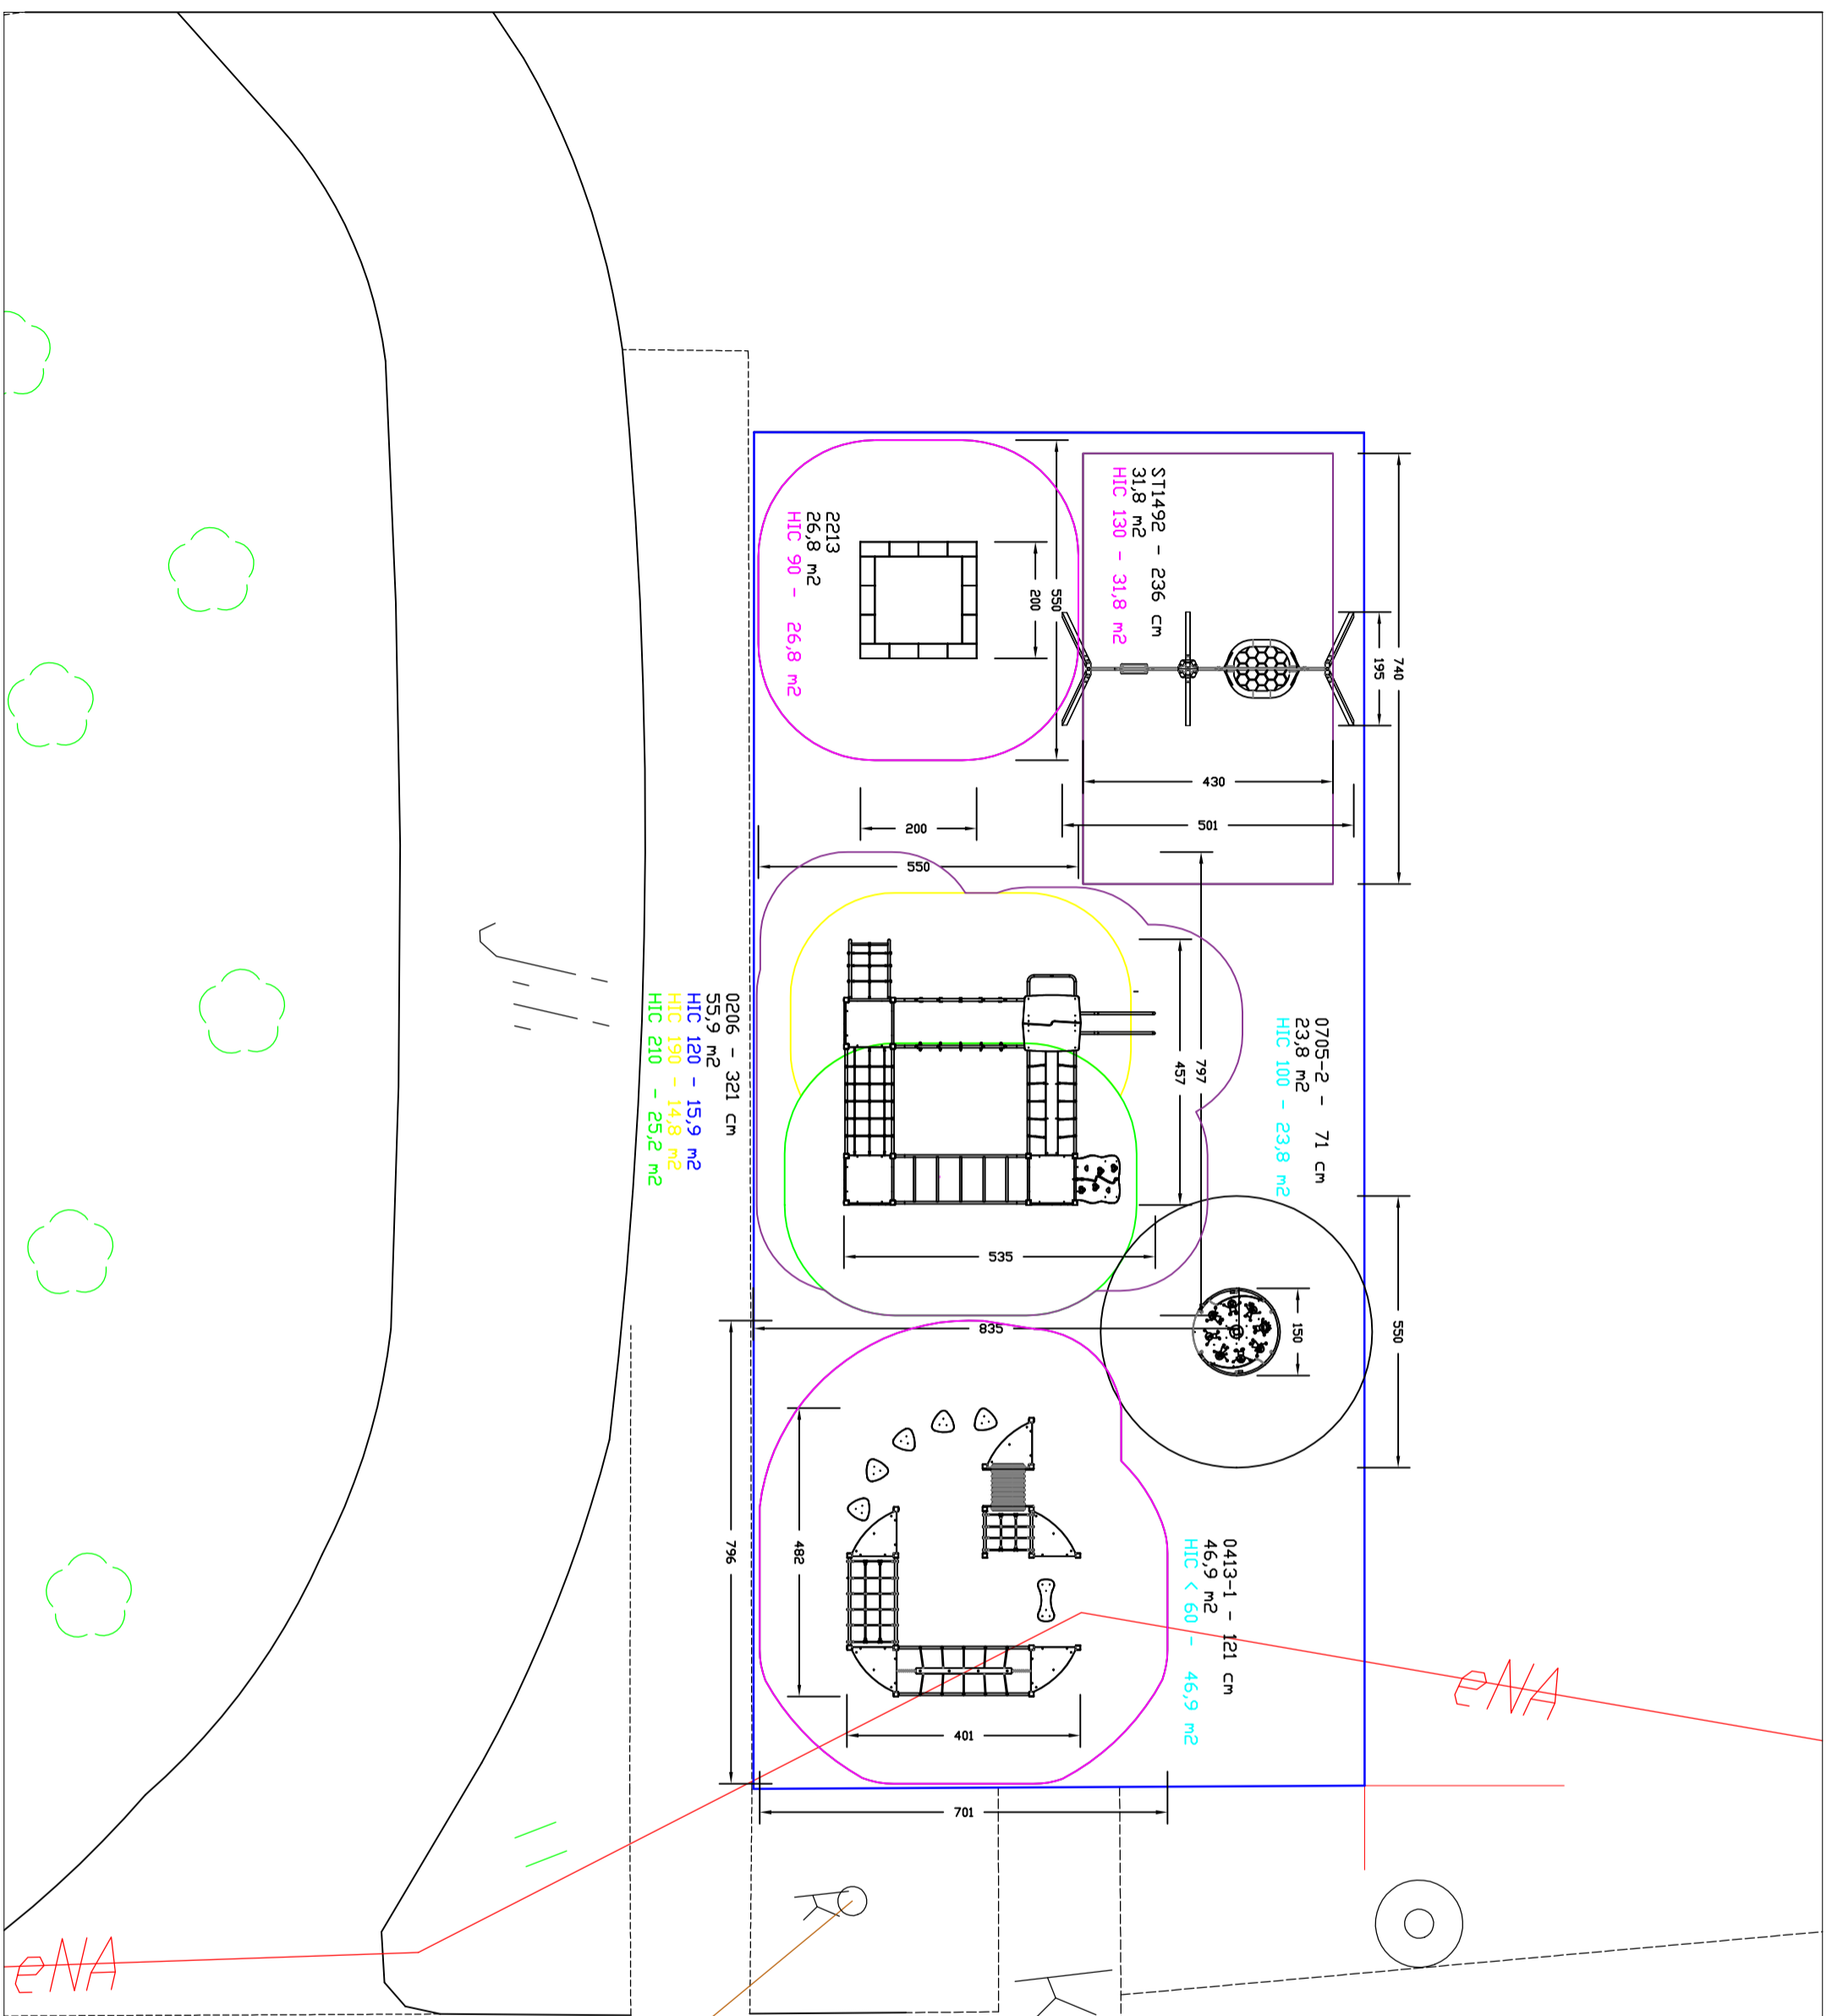 ST1492 - 236 cm
31,8 m2
HIC 130 - 31,8 m2
740
195
430
501
2213
26,8 m2
HIC 90 - 26,8 m2
550
200
200
550
0705-2 - 71 cm
23,8 m2
HIC 100 - 23,8 m2
550
150
0206 - 321 cm
55,9 m2
HIC 120 - 15,9 m2
HIC 190 - 14,8 m2
HIC 210 - 25,2 m2
797
457
535
835
0413-1 - 121 cm
46,9 m2
HIC < 60 - 46,9 m2
796
482
401
701
eNA
eNA